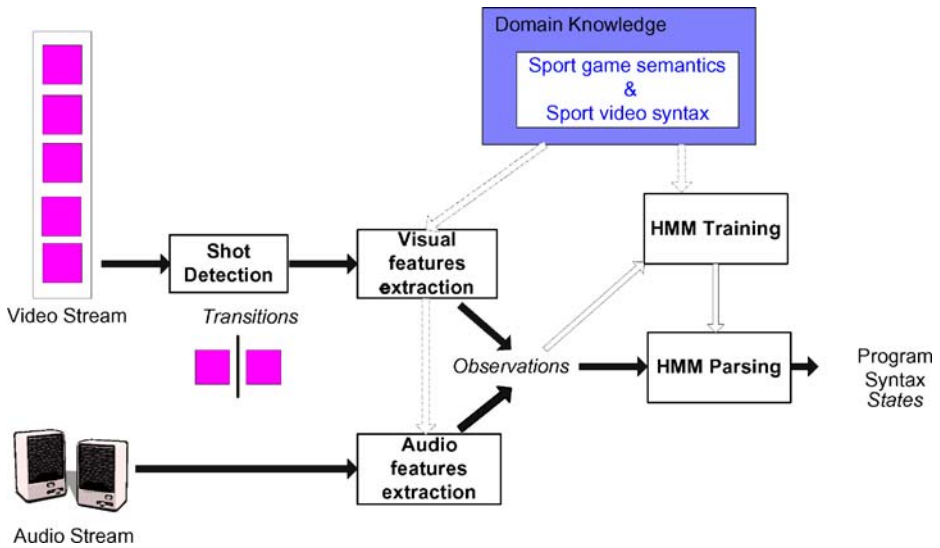 Domain Knowledge
Sport game semantics
&
Sport video syntax
Video Stream
Shot
Detection
Transitions
Visual
features
extraction
HMM Training
Observations
HMM Parsing
Program
Syntax
States
Audio
features
extraction
Audio Stream